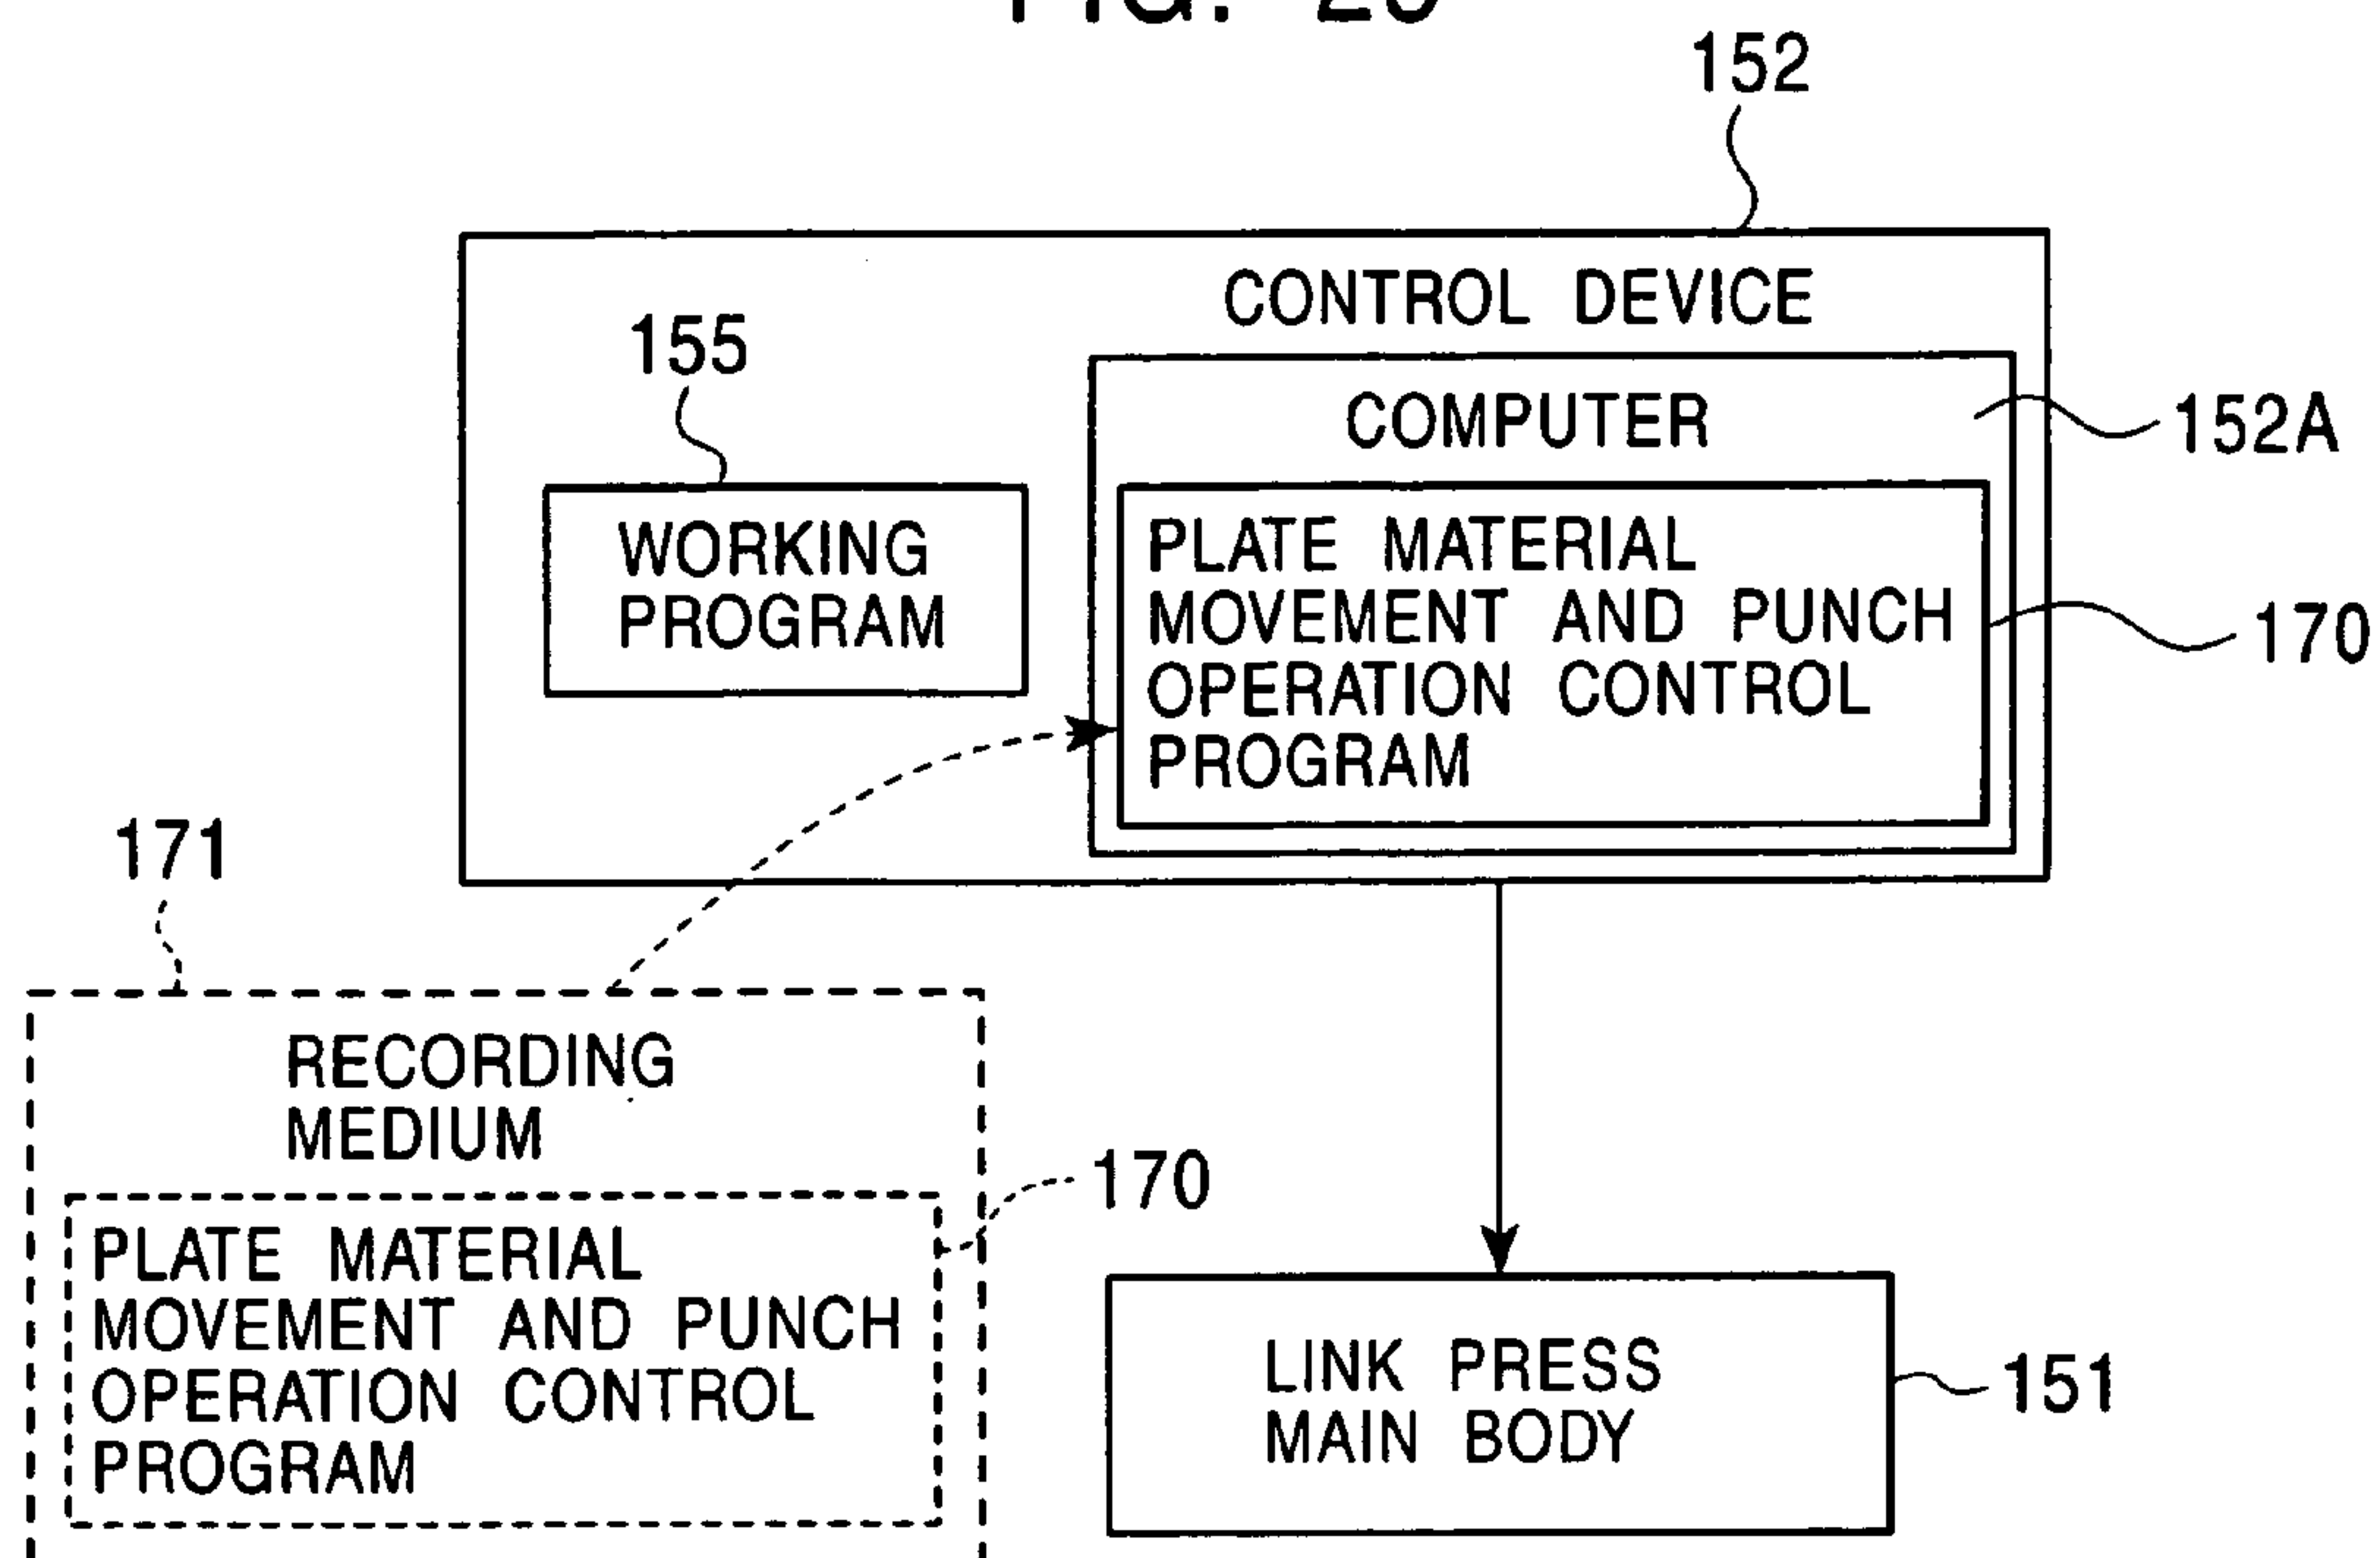 FIG.
152
CONTROL DEVICE
155
COMPUTER
152A
WORKING
PROGRAM
PLATE MATERIAL
MOVEMENT AND PUNCH
OPERATION CONTROL
PROGRAM
170
171
RECORDING
MEDIUM
170
PLATE MATERIAL
MOVEMENT AND PUNCH
OPERATION CONTROL
PROGRAM
LINK PRESS
MAIN BODY
151